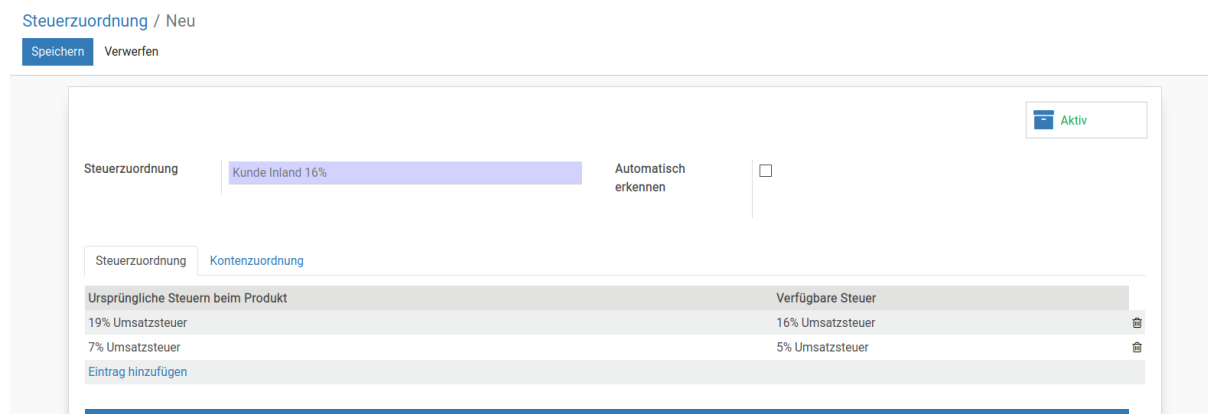 Steuerzuordnung / Neu
Speichern Verwerfen
Aktiv
Steuerzuordnung Kunde Inland 16% Automatisch erkennen
Steuerzuordnung Kontenzuordnung
Ursprüngliche Steuern beim Produkt Verfügbare Steuer
19% Umsatzsteuer 16% Umsatzsteuer
7% Umsatzsteuer 5% Umsatzsteuer
Eintrag hinzufügen